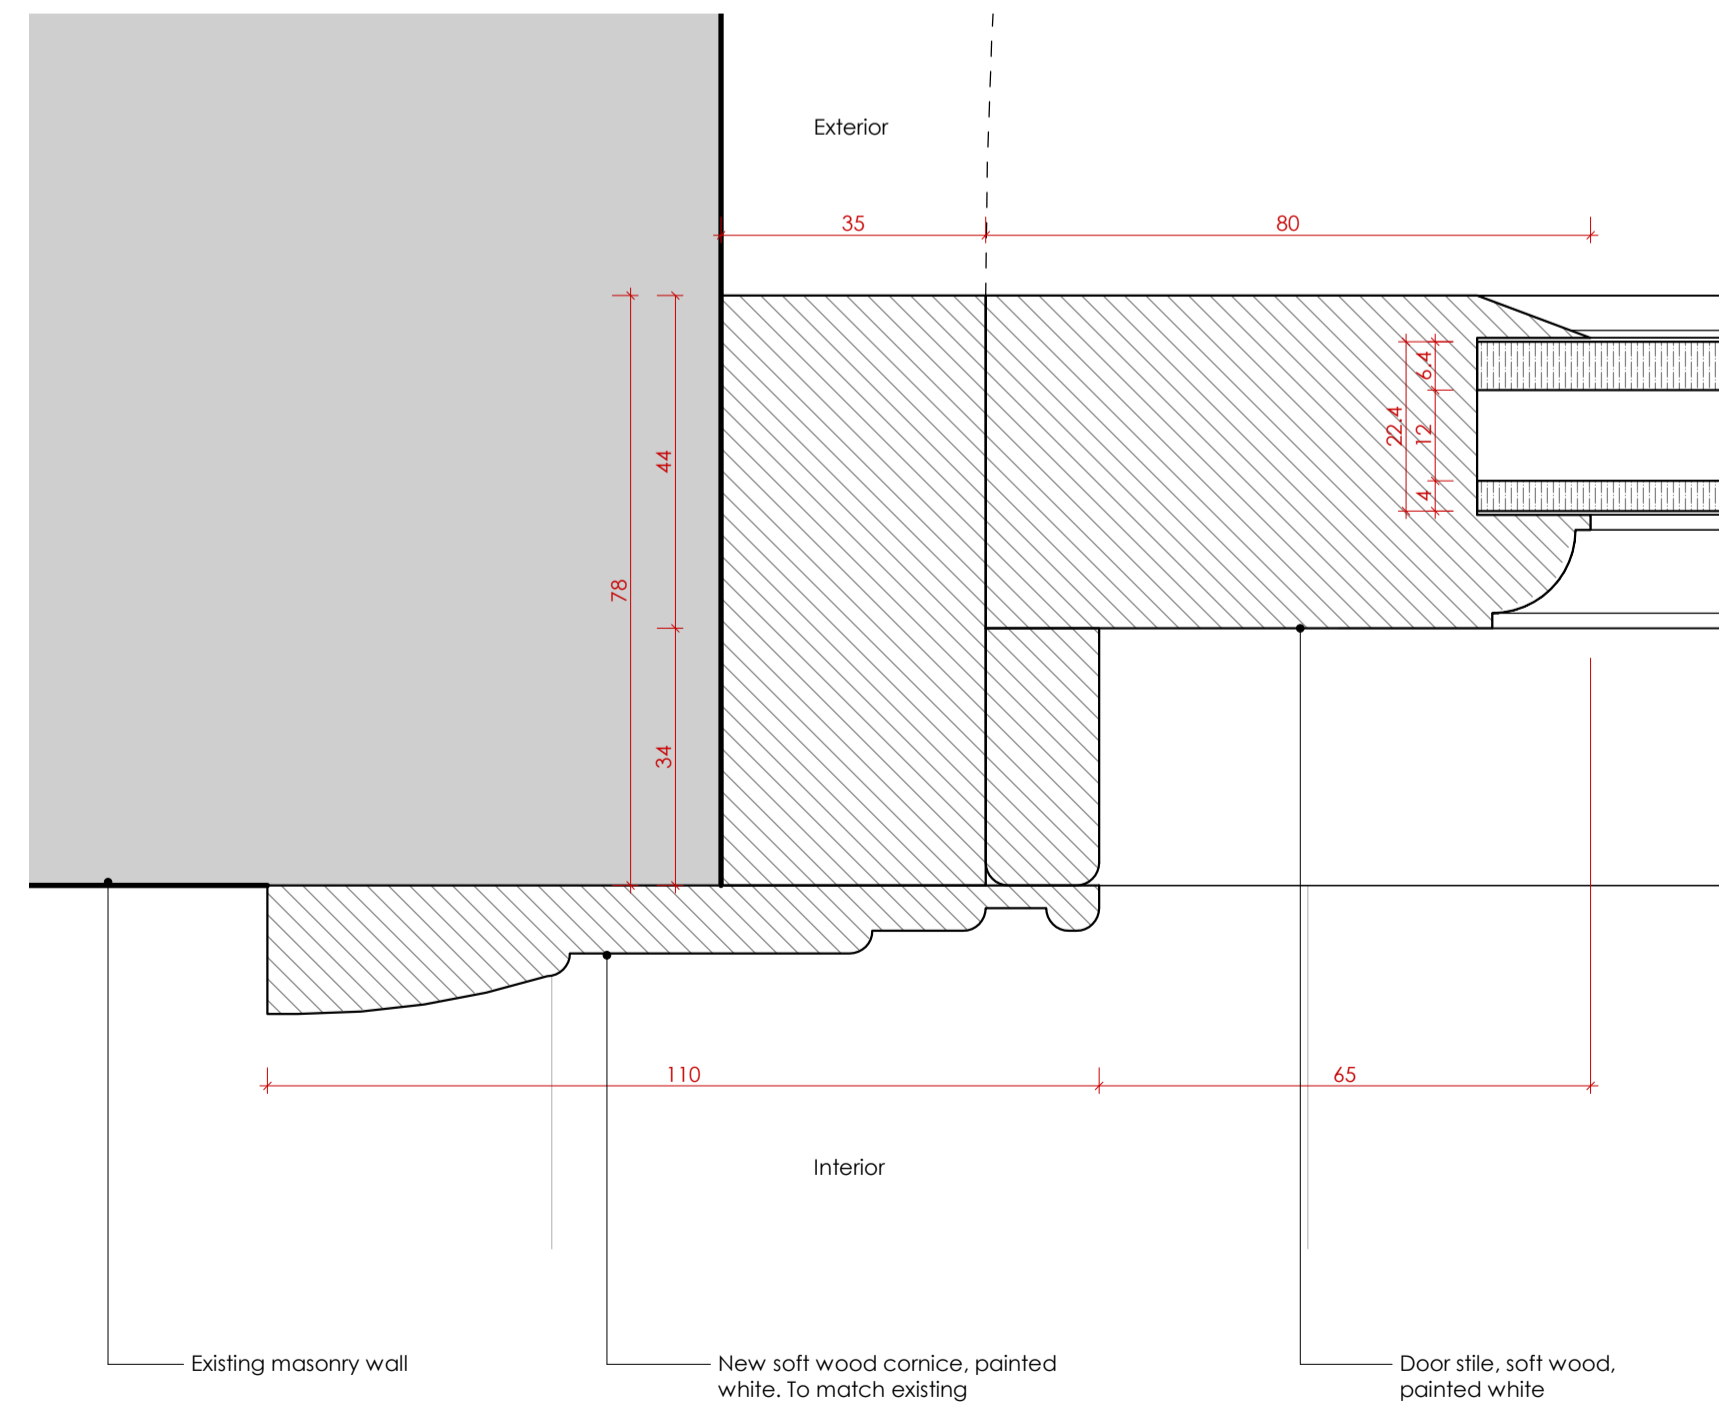 Exterior
35
80
6.4
22.4
12
4
44
78
34
110
65
Interior
Existing masonry wall
New soft wood cornice, painted
white. To match existing
Door stile, soft wood,
painted white